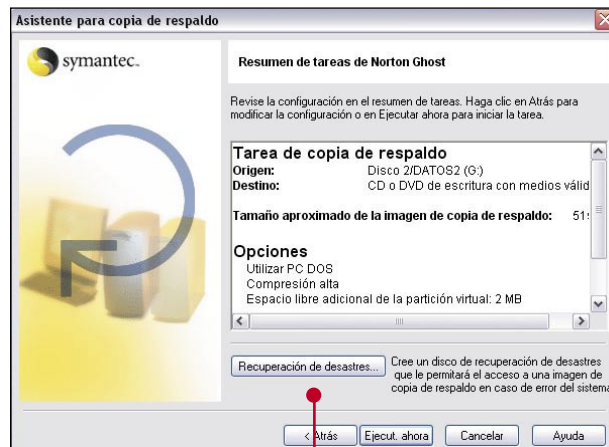 Asistente para copia de respaldo
symantec.
Resumen de tareas de Norton Ghost
Revise la configuración en el resumen de tareas. Haga clic en Atrás para
modificar la configuración o en Ejecutar ahora para iniciar la tarea.
Tarea de copia de respaldo
Origen: Disco 2/DATOS2 (G:)
Destino: CD o DVD de escritura con medios válid
Tamaño aproximado de la imagen de copia de respaldo: 51
Opciones
Utilizar PC DOS
Compresión alta
Espacio libre adicional de la partición virtual: 2 MB
Recuperación de desastres...
Cree un disco de recuperación de desastres
que le permitará el acceso a una imagen de
copia de respaldo en caso de error del sistema
< Atrás Ejecut. ahora Cancelar Ayuda